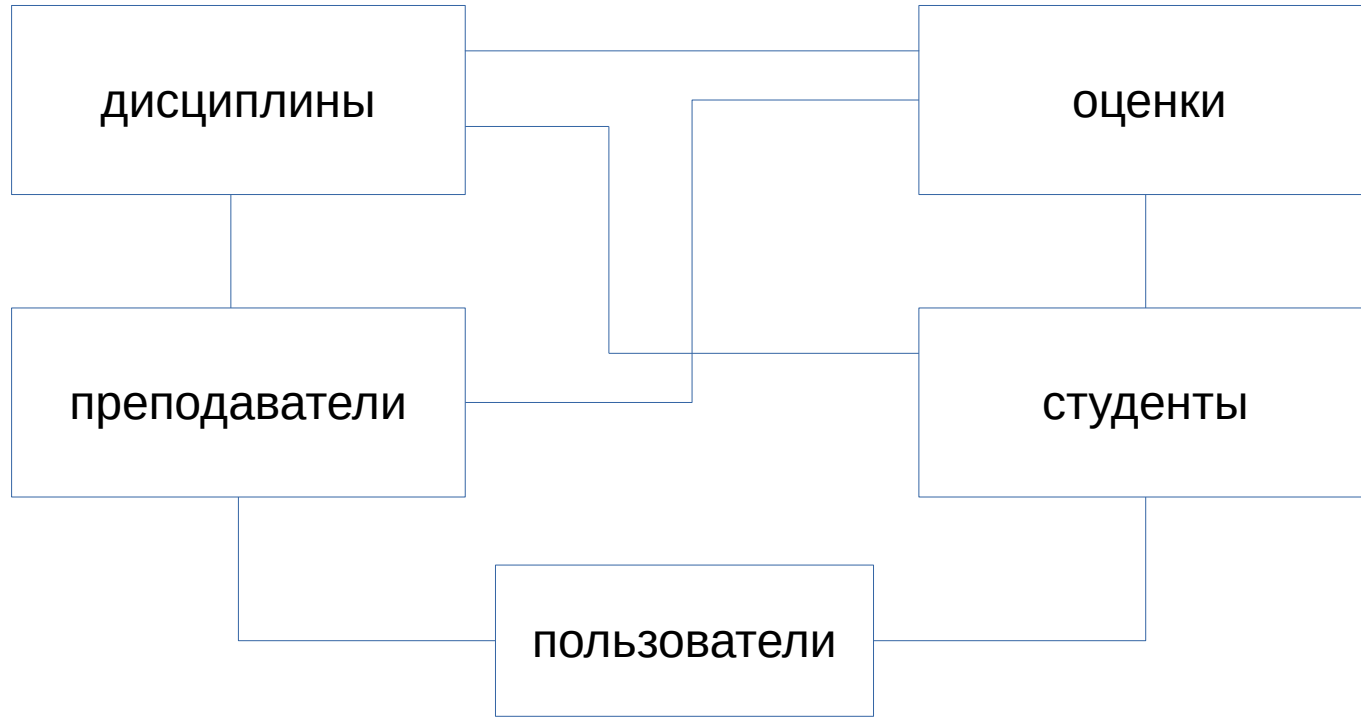 дисциплины
оценки
преподаватели
студенты
пользователи